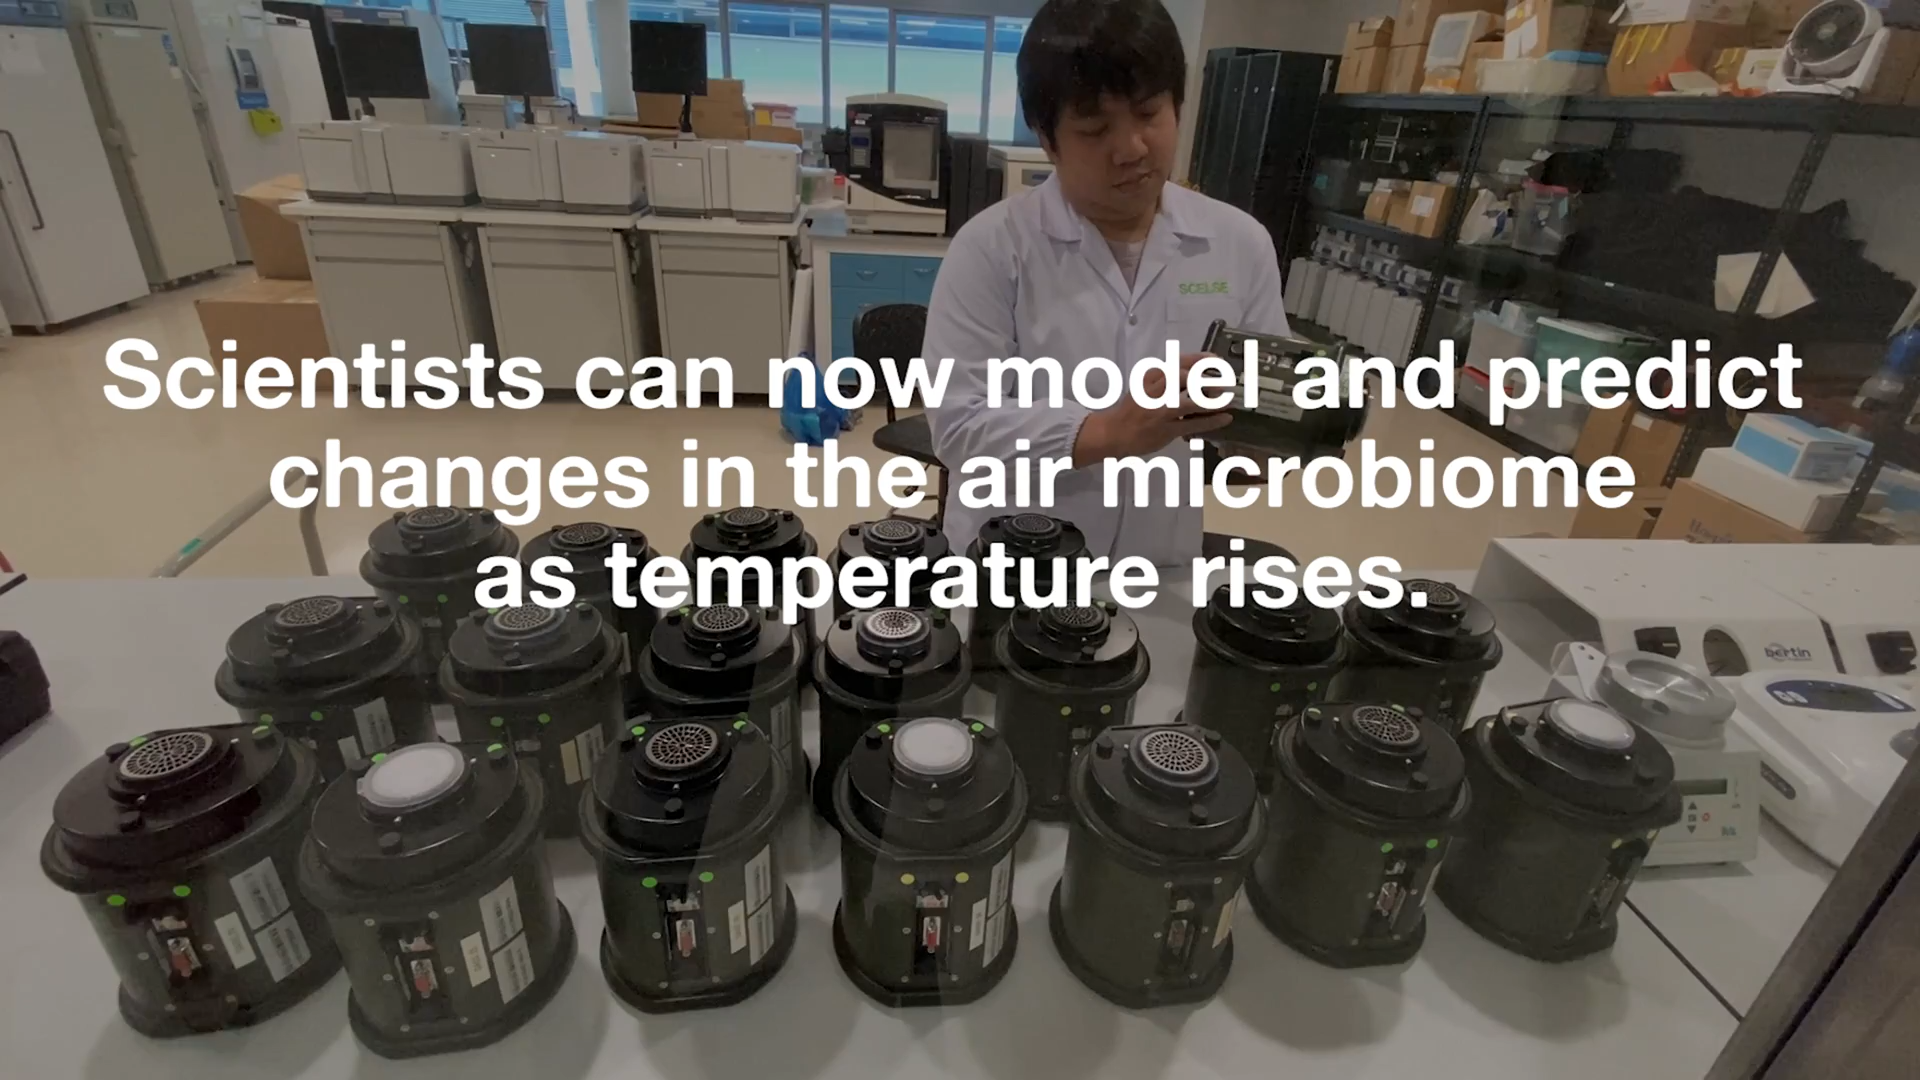 SCELSE
Scientists can now model and predict
changes in the air microbiome
as temperature rises.
bertin